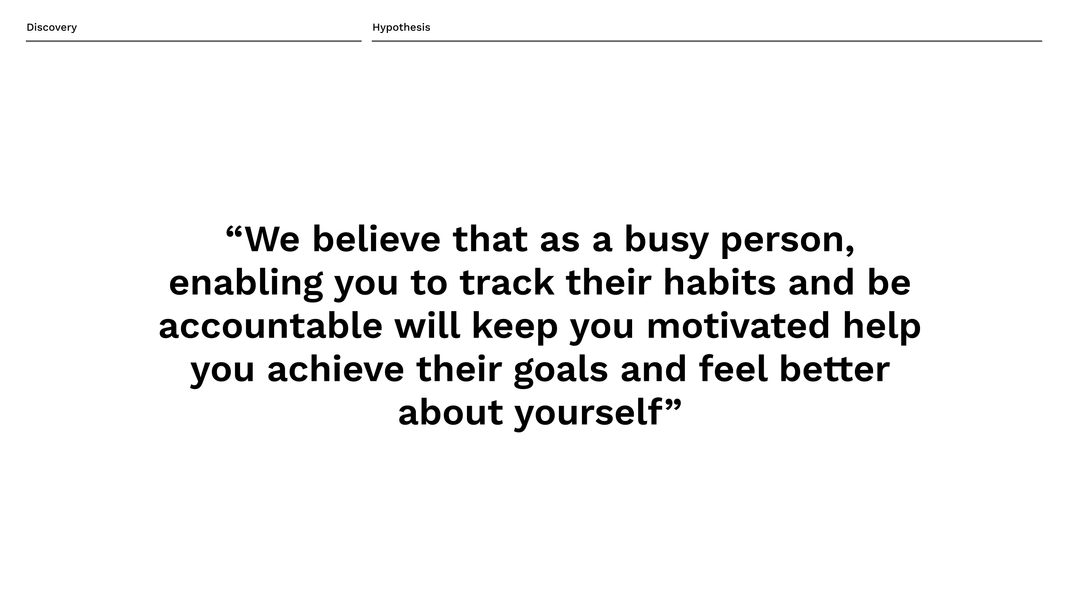 Discovery
Hypothesis
“We believe that as a busy person,
enabling you to track their habits and be
accountable will keep you motivated help
you achieve their goals and feel better
about yourself”